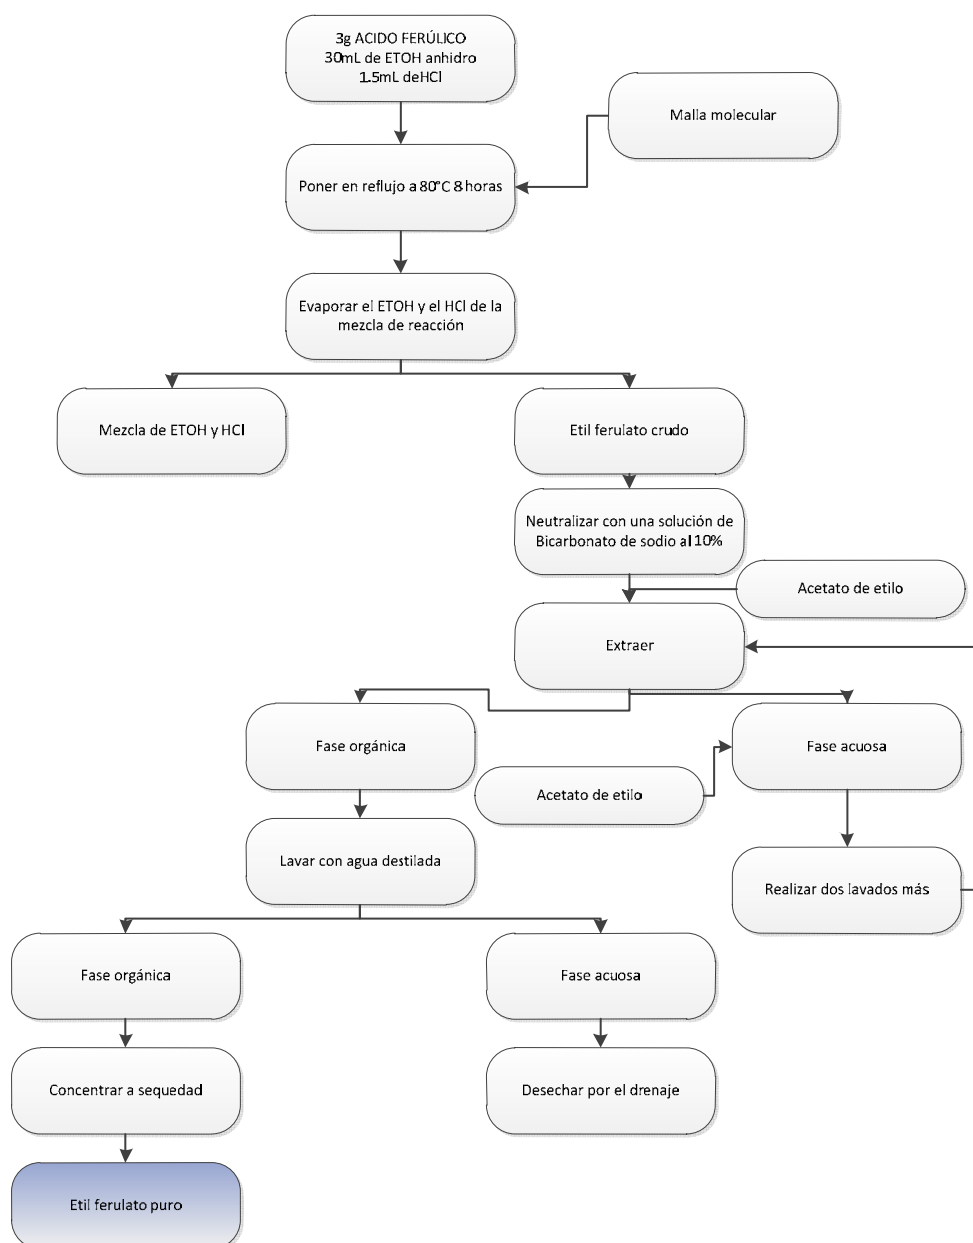 3g ACIDO FERÚLICO
30mL de ETOH anhidro
1.5mL deHCl
Malla molecular
Poner en reflujo a 80°C 8 horas
Evaporar el ETOH y el HCl de la
mezcla de reacción
Mezcla de ETOH y HCl
Etil ferulato crudo
Neutralizar con una solución de
Bicarbonato de sodio al 10%
Acetato de etilo
Extraer
Fase orgánica
Fase acuosa
Acetato de etilo
Lavar con agua destilada
Realizar dos lavados más
Fase orgánica
Fase acuosa
Concentrar a sequedad
Desechar por el drenaje
Etil ferulato puro